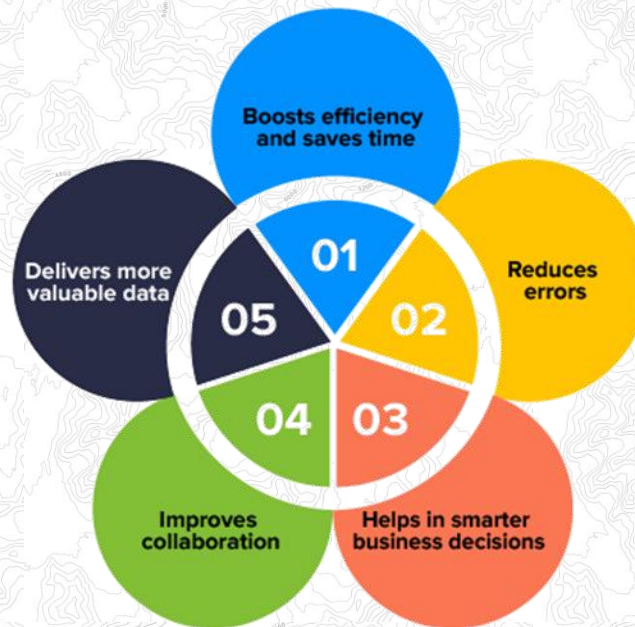 Boosts efficiency
and saves time
01
Reduces
errors
02
Helps in smarter
business decisions
03
Improves
collaboration
04
Delivers more
valuable data
05